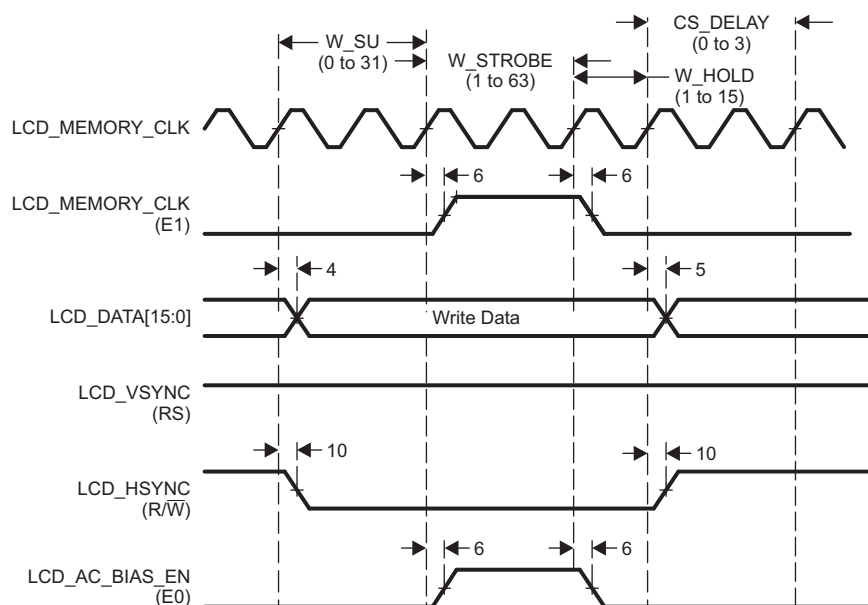 W_SU
(0 to 31)
W_STROBE
(1 to 63)
CS_DELAY
(0 to 3)
W_HOLD
(1 to 15)
LCD_MEMORY_CLK
LCD_MEMORY_CLK
(E1)
6
6
LCD_DATA[15:0]
4
Write Data
5
LCD_VSYNC
(RS)
LCD_HSYNC
(R/W̅)
10
10
LCD_AC_BIAS_EN
(E0)
6
6